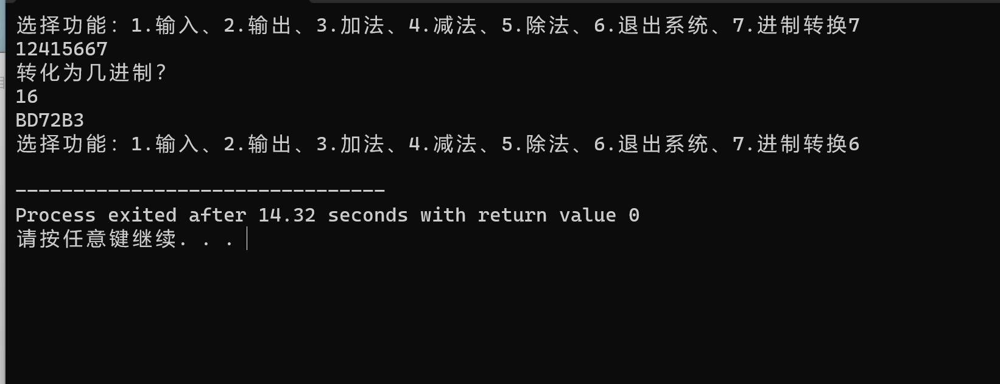 选择功能：1.输入、2.输出、3.加法、4.减法、5.除法、6.退出系统、7.进制转换7
12415667
转化为几进制？
16
BD72B3
选择功能：1.输入、2.输出、3.加法、4.减法、5.除法、6.退出系统、7.进制转换6
--------------------------------
Process exited after 14.32 seconds with return value 0
请按任意键继续. . .